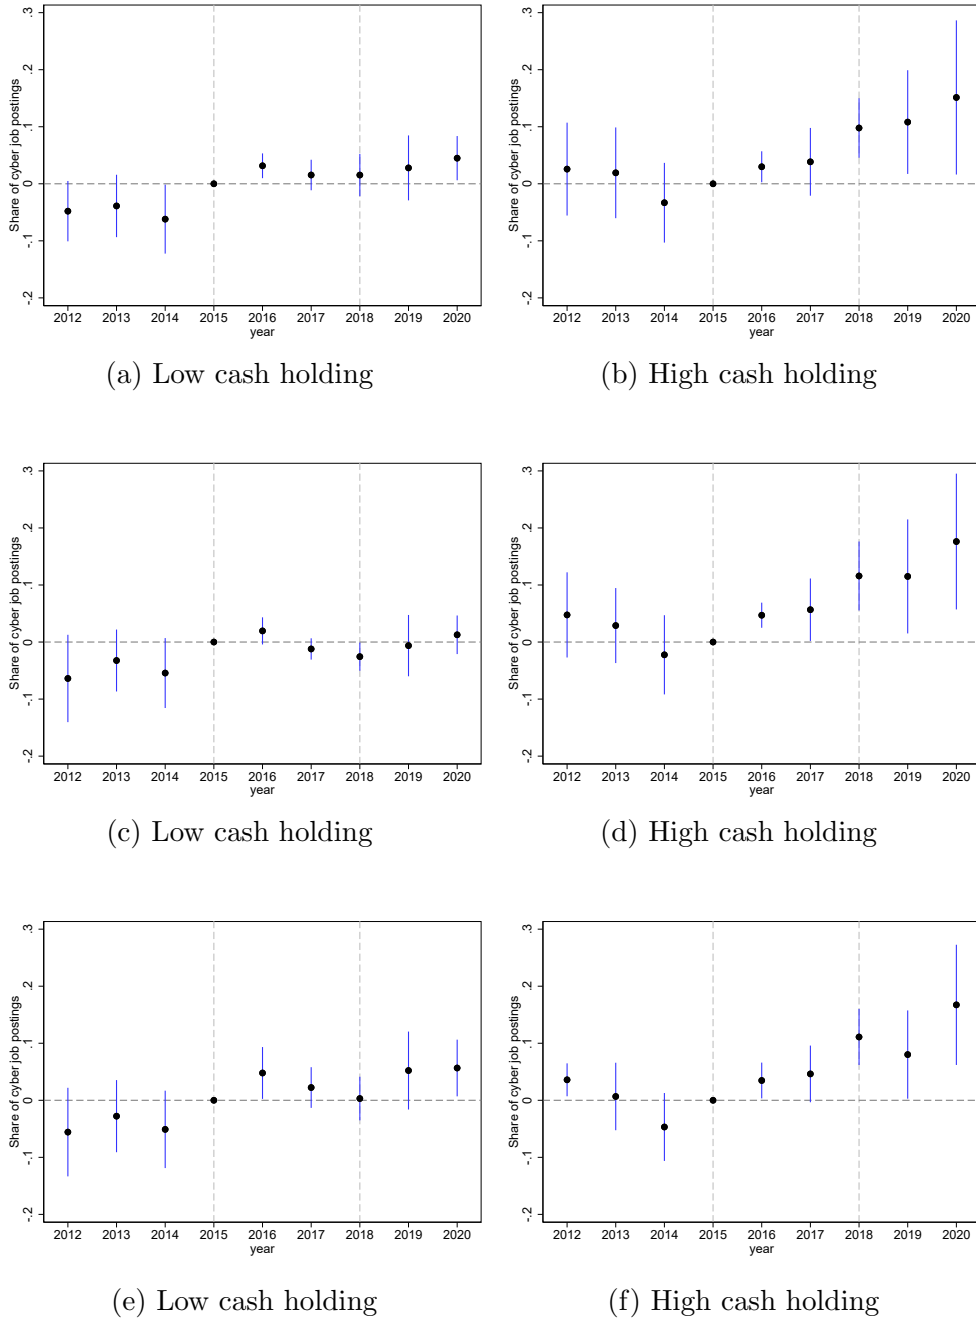 Share of cyber job postings
.3
.2
.1
0
-.1
-.2
2012 2013 2014 2015 2016 2017 2018 2019 2020
year
(a) Low cash holding
Share of cyber job postings
.3
.2
.1
0
-.1
-.2
2012 2013 2014 2015 2016 2017 2018 2019 2020
year
(b) High cash holding
Share of cyber job postings
.3
.2
.1
0
-.1
-.2
2012 2013 2014 2015 2016 2017 2018 2019 2020
year
(c) Low cash holding
Share of cyber job postings
.3
.2
.1
0
-.1
-.2
2012 2013 2014 2015 2016 2017 2018 2019 2020
year
(d) High cash holding
Share of cyber job postings
.3
.2
.1
0
-.1
-.2
2012 2013 2014 2015 2016 2017 2018 2019 2020
year
(e) Low cash holding
Share of cyber job postings
.3
.2
.1
0
-.1
-.2
2012 2013 2014 2015 2016 2017 2018 2019 2020
year
(f) High cash holding